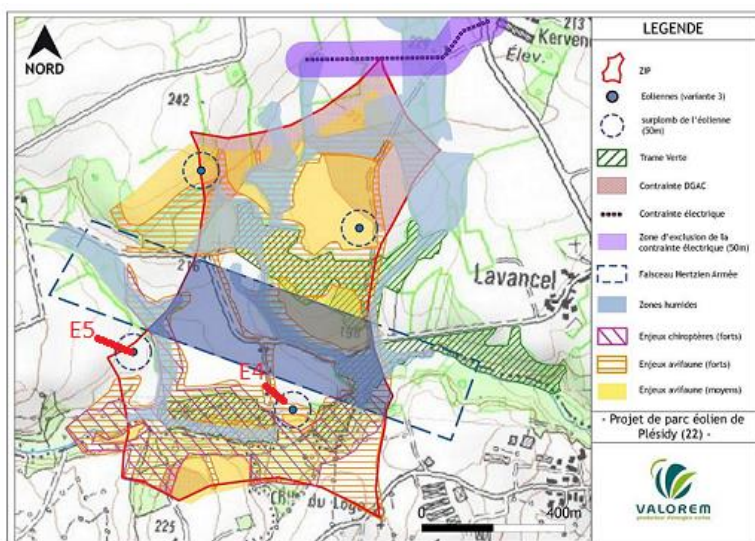 NORD
242
216
198
225
E5
E4
Lavancel
Élev.
213
400m
LEGENDE
ZIP
Eoliennes (variante 3)
surplomb de l'éolienne
(50m)
Trame Verte
Contrainte DGAC
Contrainte électrique
Zone d'exclusion de la
contrainte électrique (50m)
Faisceau Hertzien Armée
Zones humides
Enjeux chiroptères (forts)
Enjeux avifaune (forts)
Enjeux avifaune (moyens)
- Projet de parc éolien de
Plésidy (22) -
VALOREM